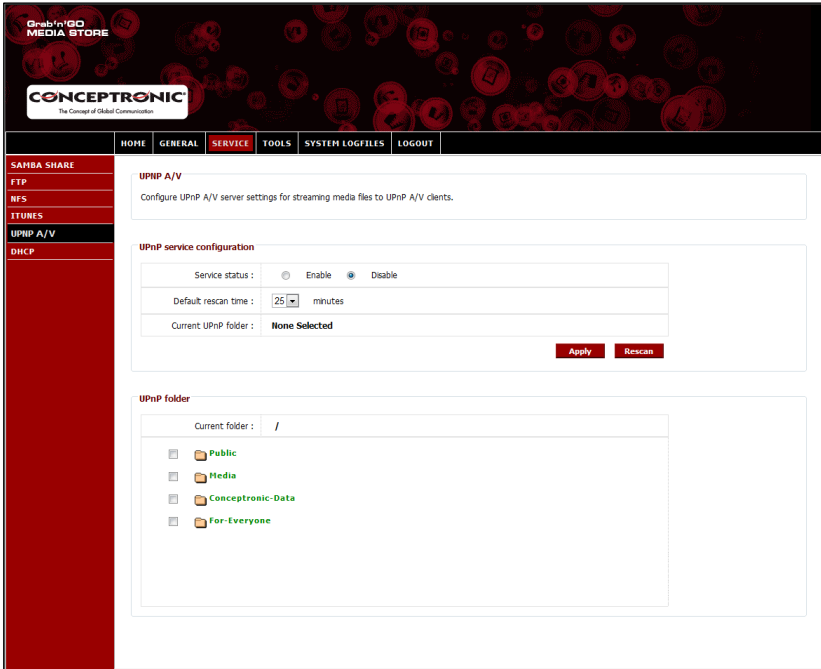 Grab'n'GO
MEDIA STORE
CONCEPTRONIC
The Concept of Global Communication
HOME GENERAL SERVICE TOOLS SYSTEM LOGFILES LOGOUT
SAMBA SHARE
FTP
NFS
ITUNES
UPNP A/V
DHCP
UPNP A/V
Configure UPnP A/V server settings for streaming media files to UPnP A/V clients.
UPnP service configuration
Service status : Enable Disable
Default rescan time : 25 minutes
Current UPnP folder : None Selected
Apply Rescan
UPnP folder
Current folder : /
Public
Media
Conceptronic-Data
For-Everyone